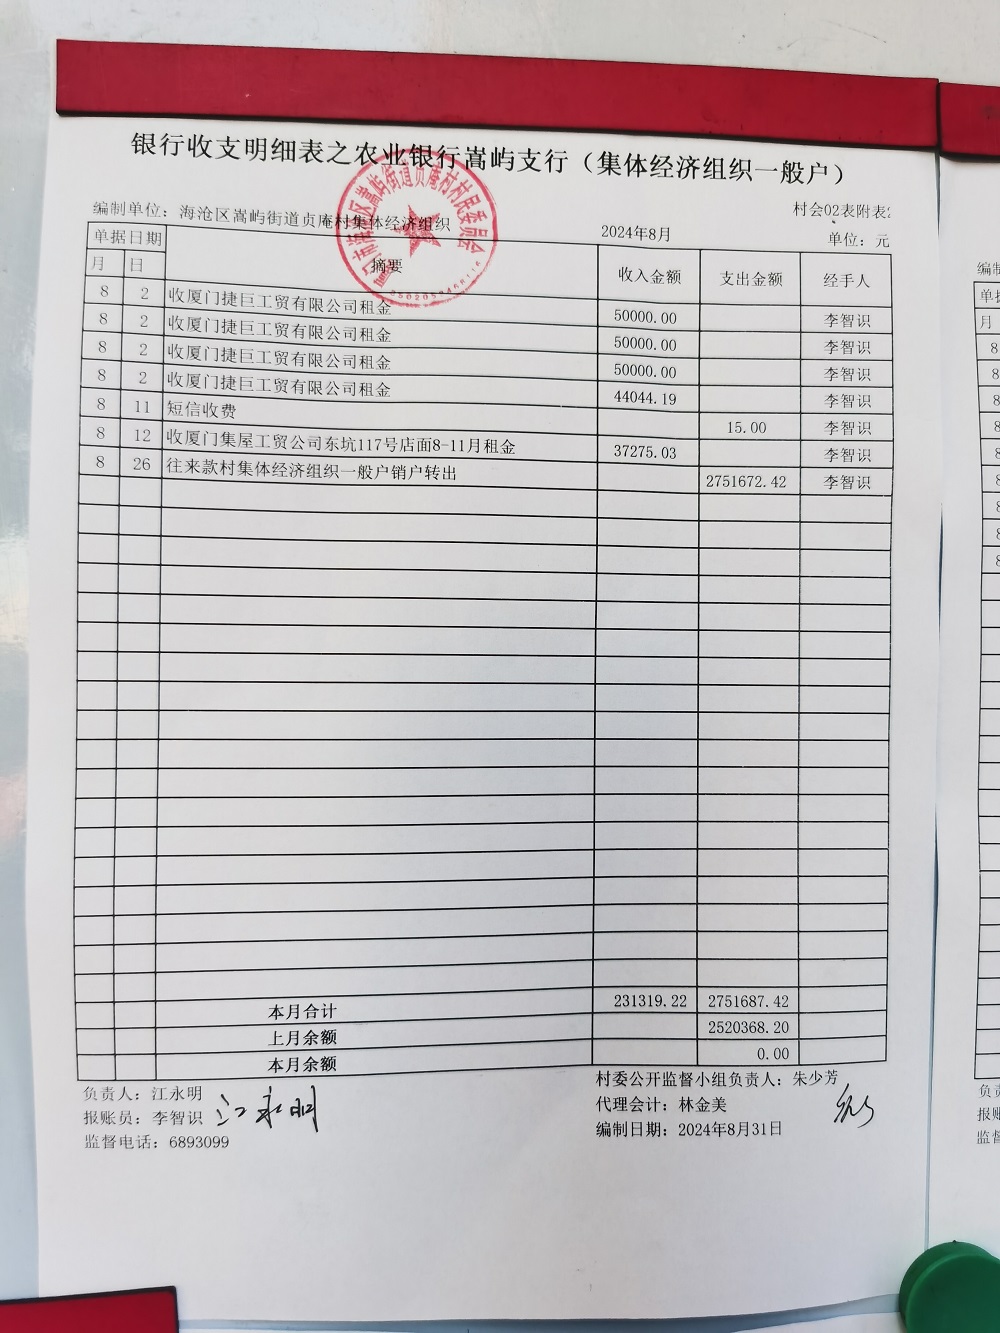 银行收支明细表之农业银行嵩屿支行（集体经济组织一般户）
村会02表附表2
编制单位：海沧区嵩屿街道贞庵村集体经济组织 2024年8月 单位：元
单据日期 摘要 收入金额 支出金额 经手人
月 日
8 2 收厦门捷巨工贸有限公司租金 50000.00 李智识
8 2 收厦门捷巨工贸有限公司租金 50000.00 李智识
8 2 收厦门捷巨工贸有限公司租金 50000.00 李智识
8 2 收厦门捷巨工贸有限公司租金 44044.19 李智识
8 11 短信收费 15.00 李智识
8 12 收厦门集屋工贸公司东坑117号店面8-11月租金 37275.03 李智识
8 26 往来款村集体经济组织一般户销户转出 2751672.42 李智识
本月合计 231319.22 2751687.42
上月余额 2520368.20
本月余额 0.00
负责人：江永明 村委公开监督小组负责人：朱少芳
报账员：李智识 江永明 代理会计：林金美
监督电话：6893099 编制日期：2024年8月31日